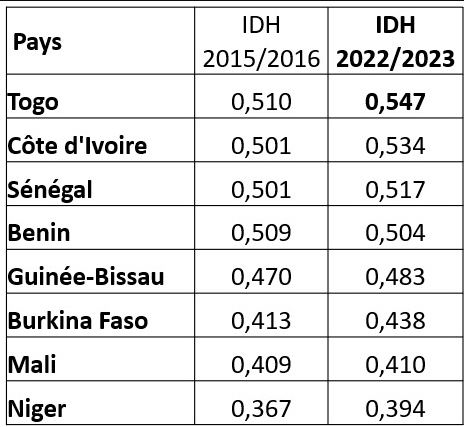 Pays IDH 2015/2016 IDH 2022/2023
Togo 0,510 0,547
Côte d'Ivoire 0,501 0,534
Sénégal 0,501 0,517
Benin 0,509 0,504
Guinée-Bissau 0,470 0,483
Burkina Faso 0,413 0,438
Mali 0,409 0,410
Niger 0,367 0,394